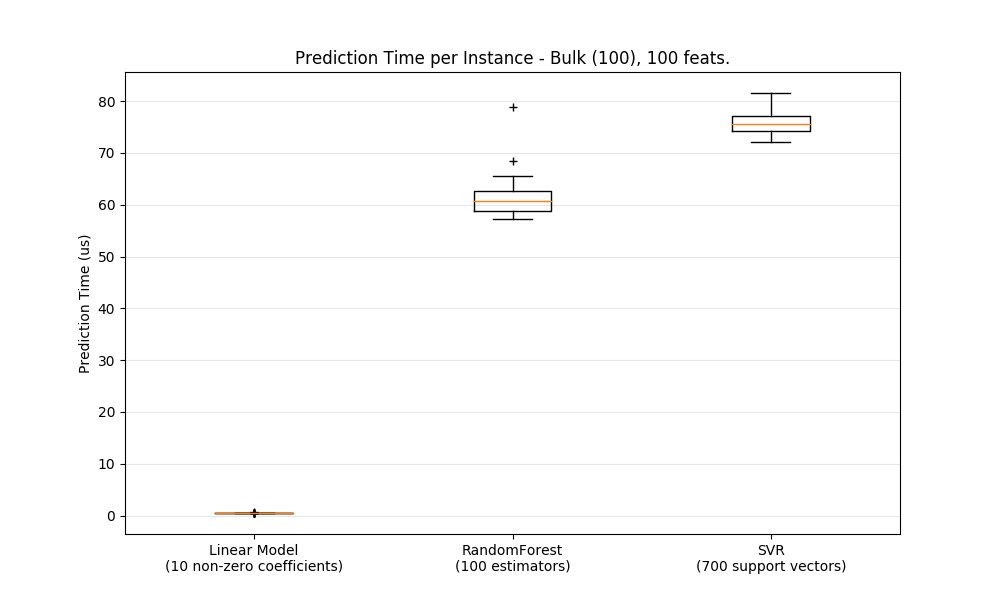 Prediction Time per Instance - Bulk (100), 100 feats.
Prediction Time (us)
80
70
60
50
40
30
20
10
0
Linear Model
(10 non-zero coefficients)
RandomForest
(100 estimators)
SVR
(700 support vectors)